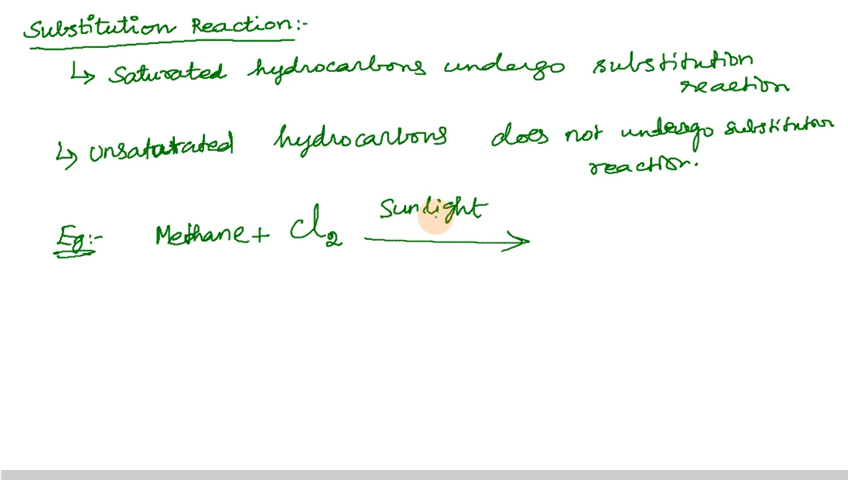 Substitution Reaction:-
↳ Saturated hydrocarbons undergo substitution
reaction
↳ Unsaturated hydrocarbons does not undergo substitution
reaction.
Eg:- Methane + Cl₂ Sunlight →